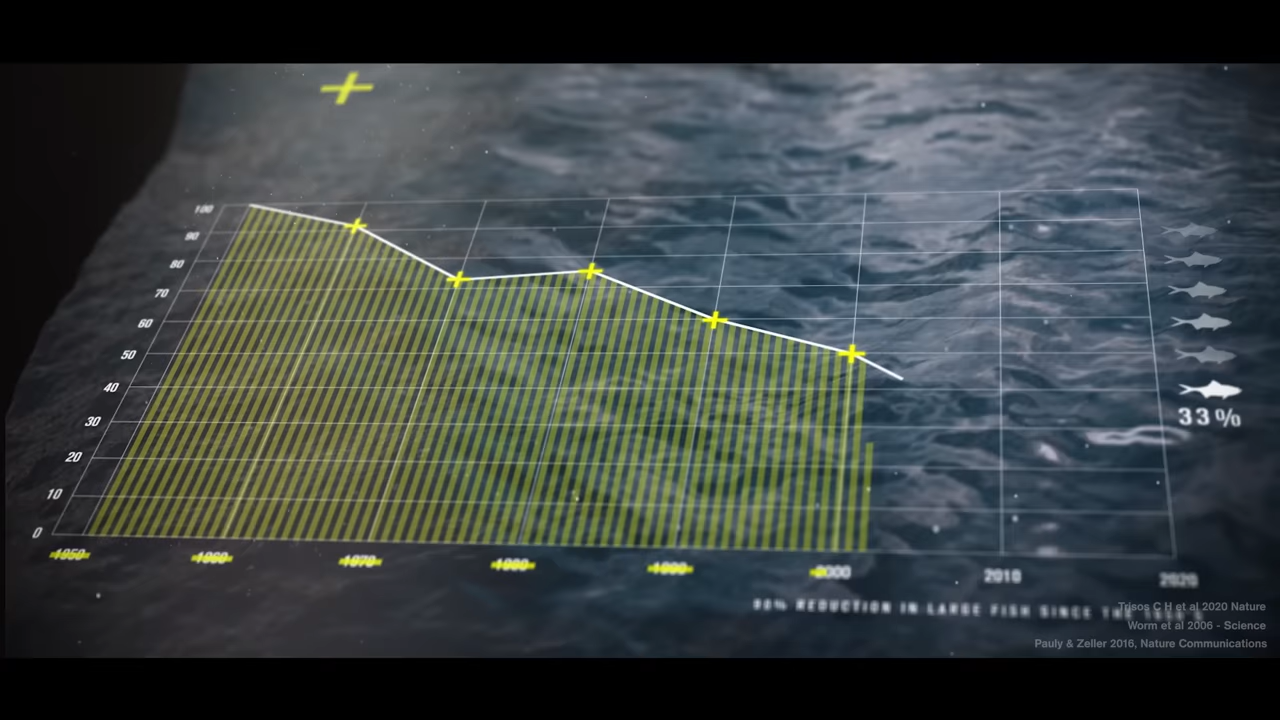 100
90
80
70
60
50
40
33%
30
20
10
0
1950 1960 1970 1980 1990 2000 2010 2020
REDUCTION IN LARGE FISH SINCE THE
Trisos C H et al 2020 Nature
Worm et al 2006 - Science
Pauly & Zeller 2016, Nature Communications